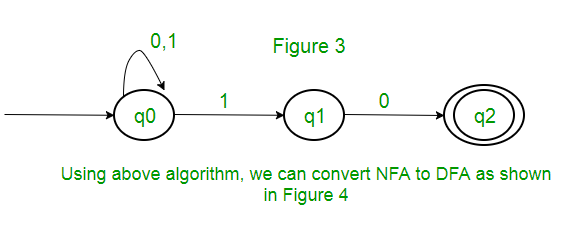 0,1
Figure 3
1
0
q0
q1
q2
Using above algorithm, we can convert NFA to DFA as shown
in Figure 4